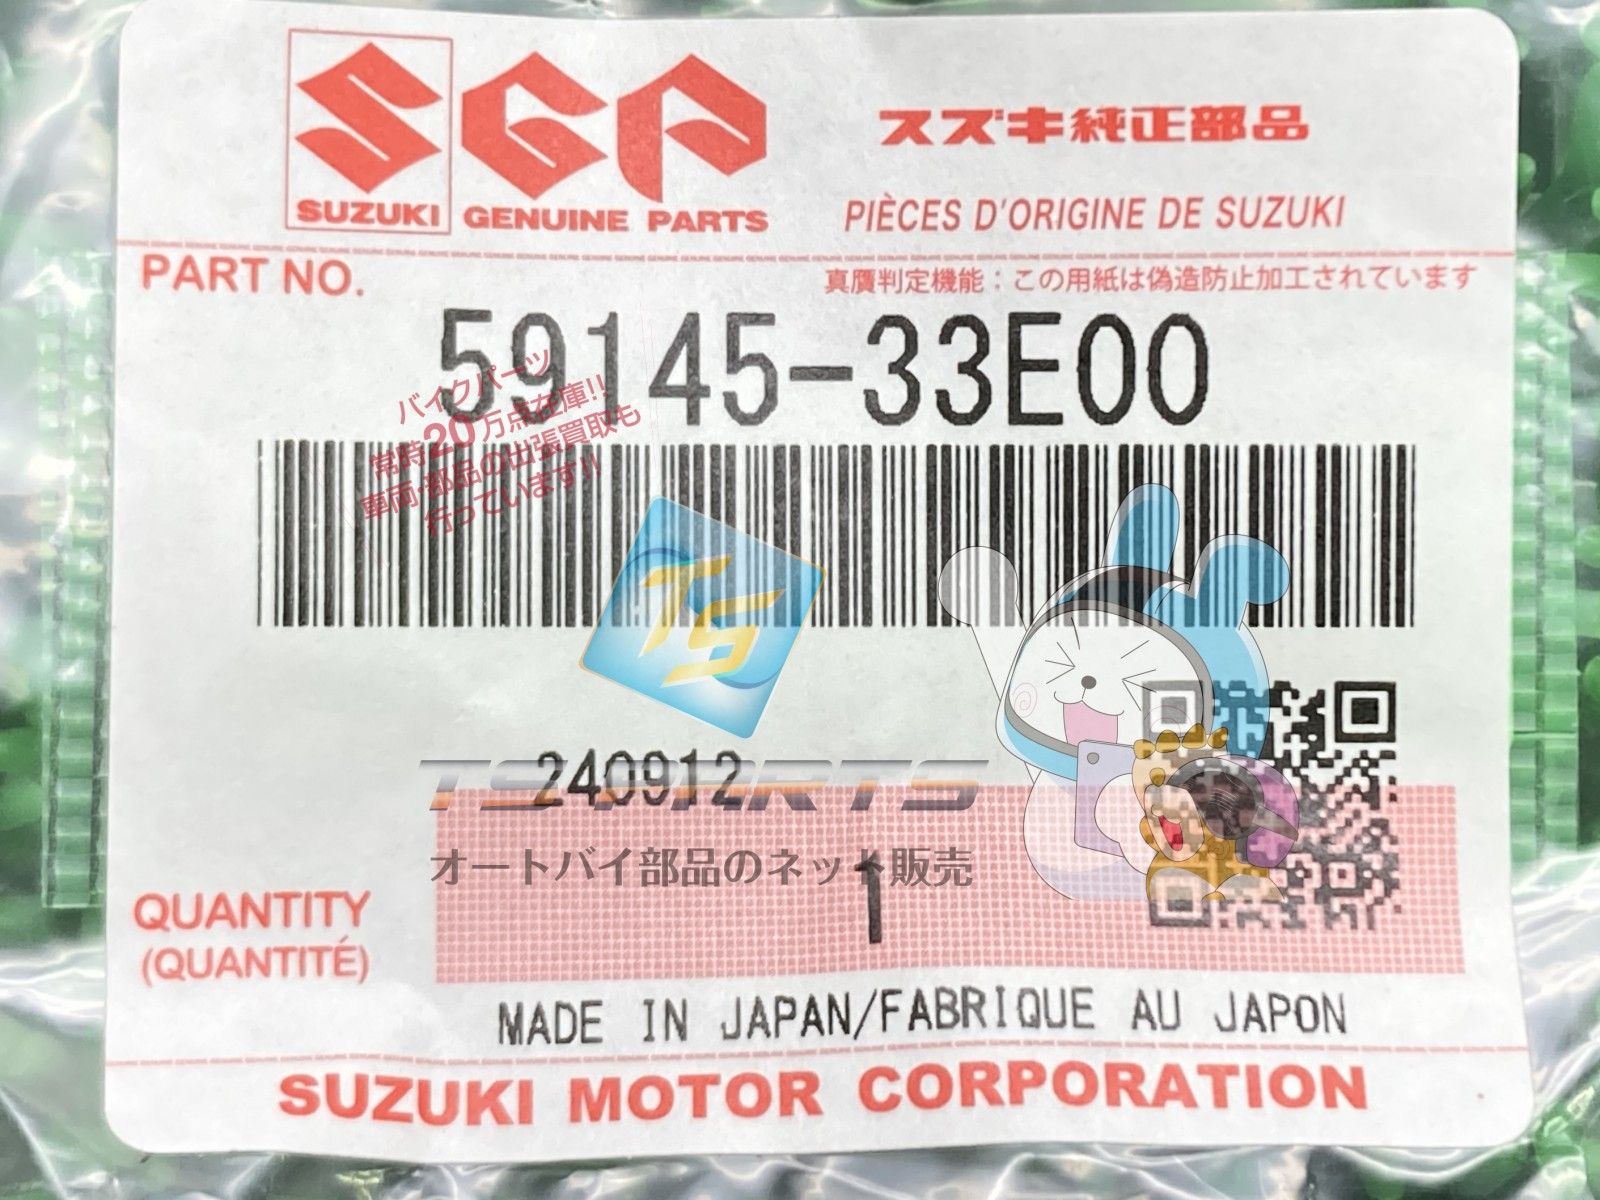 SUZUKI
SGP
GENUINE PARTS
スズキ純正部品
PIÈCES D'ORIGINE DE SUZUKI
PART NO.
真贋判定機能：この用紙は偽造防止加工されています
59145-33E00
バイクパーツ
常時20万点在庫!!
車両・部品の出張買取も
行っています!!
TS
240912
TS PARTS
オートバイ部品のネット販売
1
QUANTITY
(QUANTITÉ)
MADE IN JAPAN/FABRIQUE AU JAPON
SUZUKI MOTOR CORPORATION